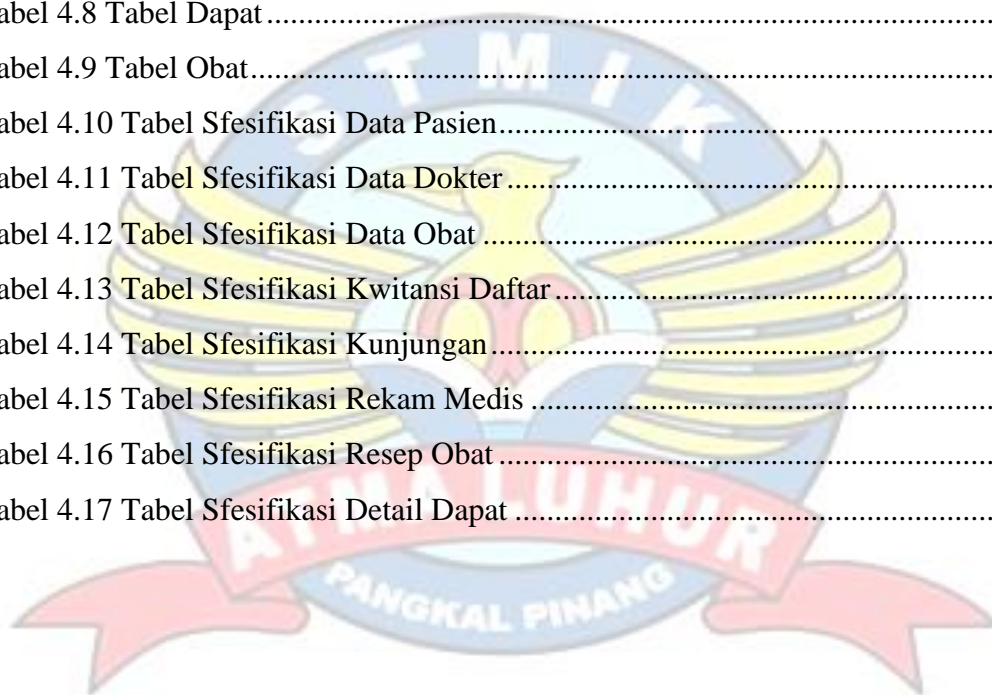 abel 4.8 Tabel Dapat ...............................................................................................
abel 4.9 Tabel Obat.................................................................................................
abel 4.10 Tabel Sfesifikasi Data Pasien..................................................................
abel 4.11 Tabel Sfesifikasi Data Dokter .................................................................
abel 4.12 Tabel Sfesifikasi Data Obat ....................................................................
abel 4.13 Tabel Sfesifikasi Kwitansi Daftar ...........................................................
abel 4.14 Tabel Sfesifikasi Kunjungan...................................................................
abel 4.15 Tabel Sfesifikasi Rekam Medis ..............................................................
abel 4.16 Tabel Sfesifikasi Resep Obat ..................................................................
abel 4.17 Tabel Sfesifikasi Detail Dapat ................................................................
STMIK
ATMA LUHUR
PANGKAL PINANG